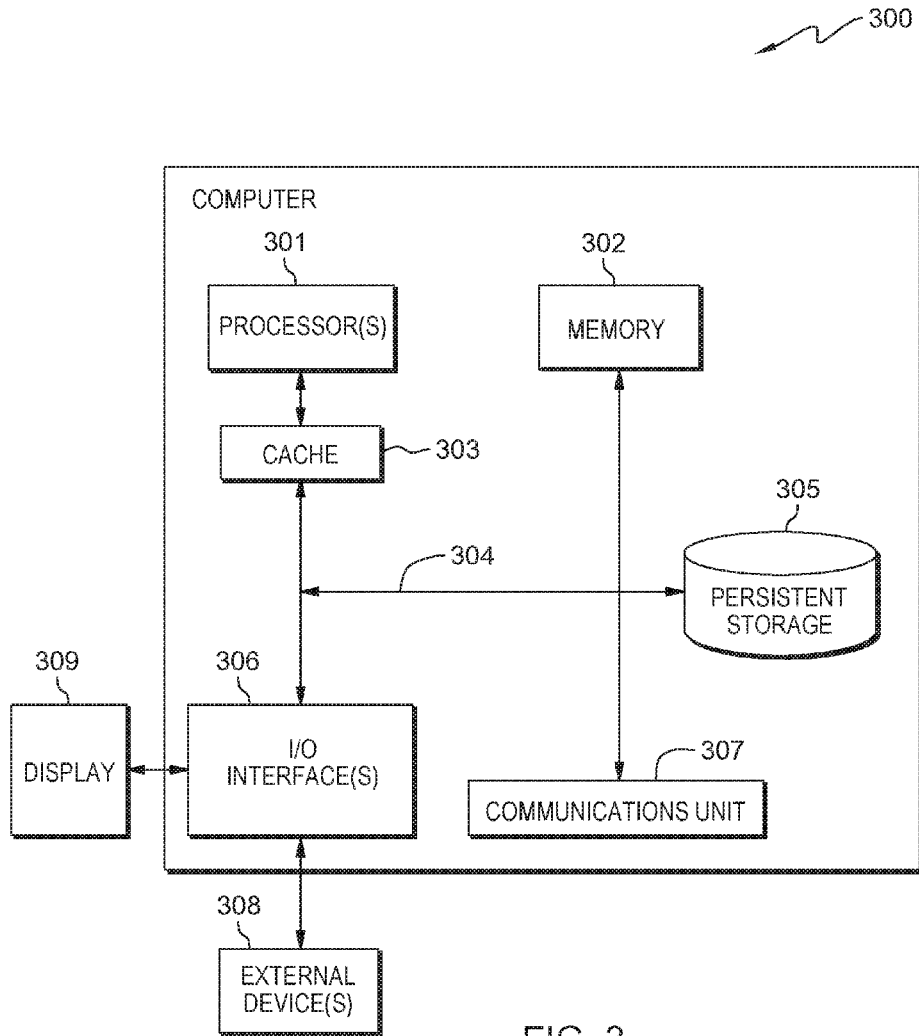 300
COMPUTER
301
PROCESSOR(S)
302
MEMORY
CACHE
303
304
305
PERSISTENT
STORAGE
309
DISPLAY
306
I/O
INTERFACE(S)
307
COMMUNICATIONS UNIT
308
EXTERNAL
DEVICE(S)